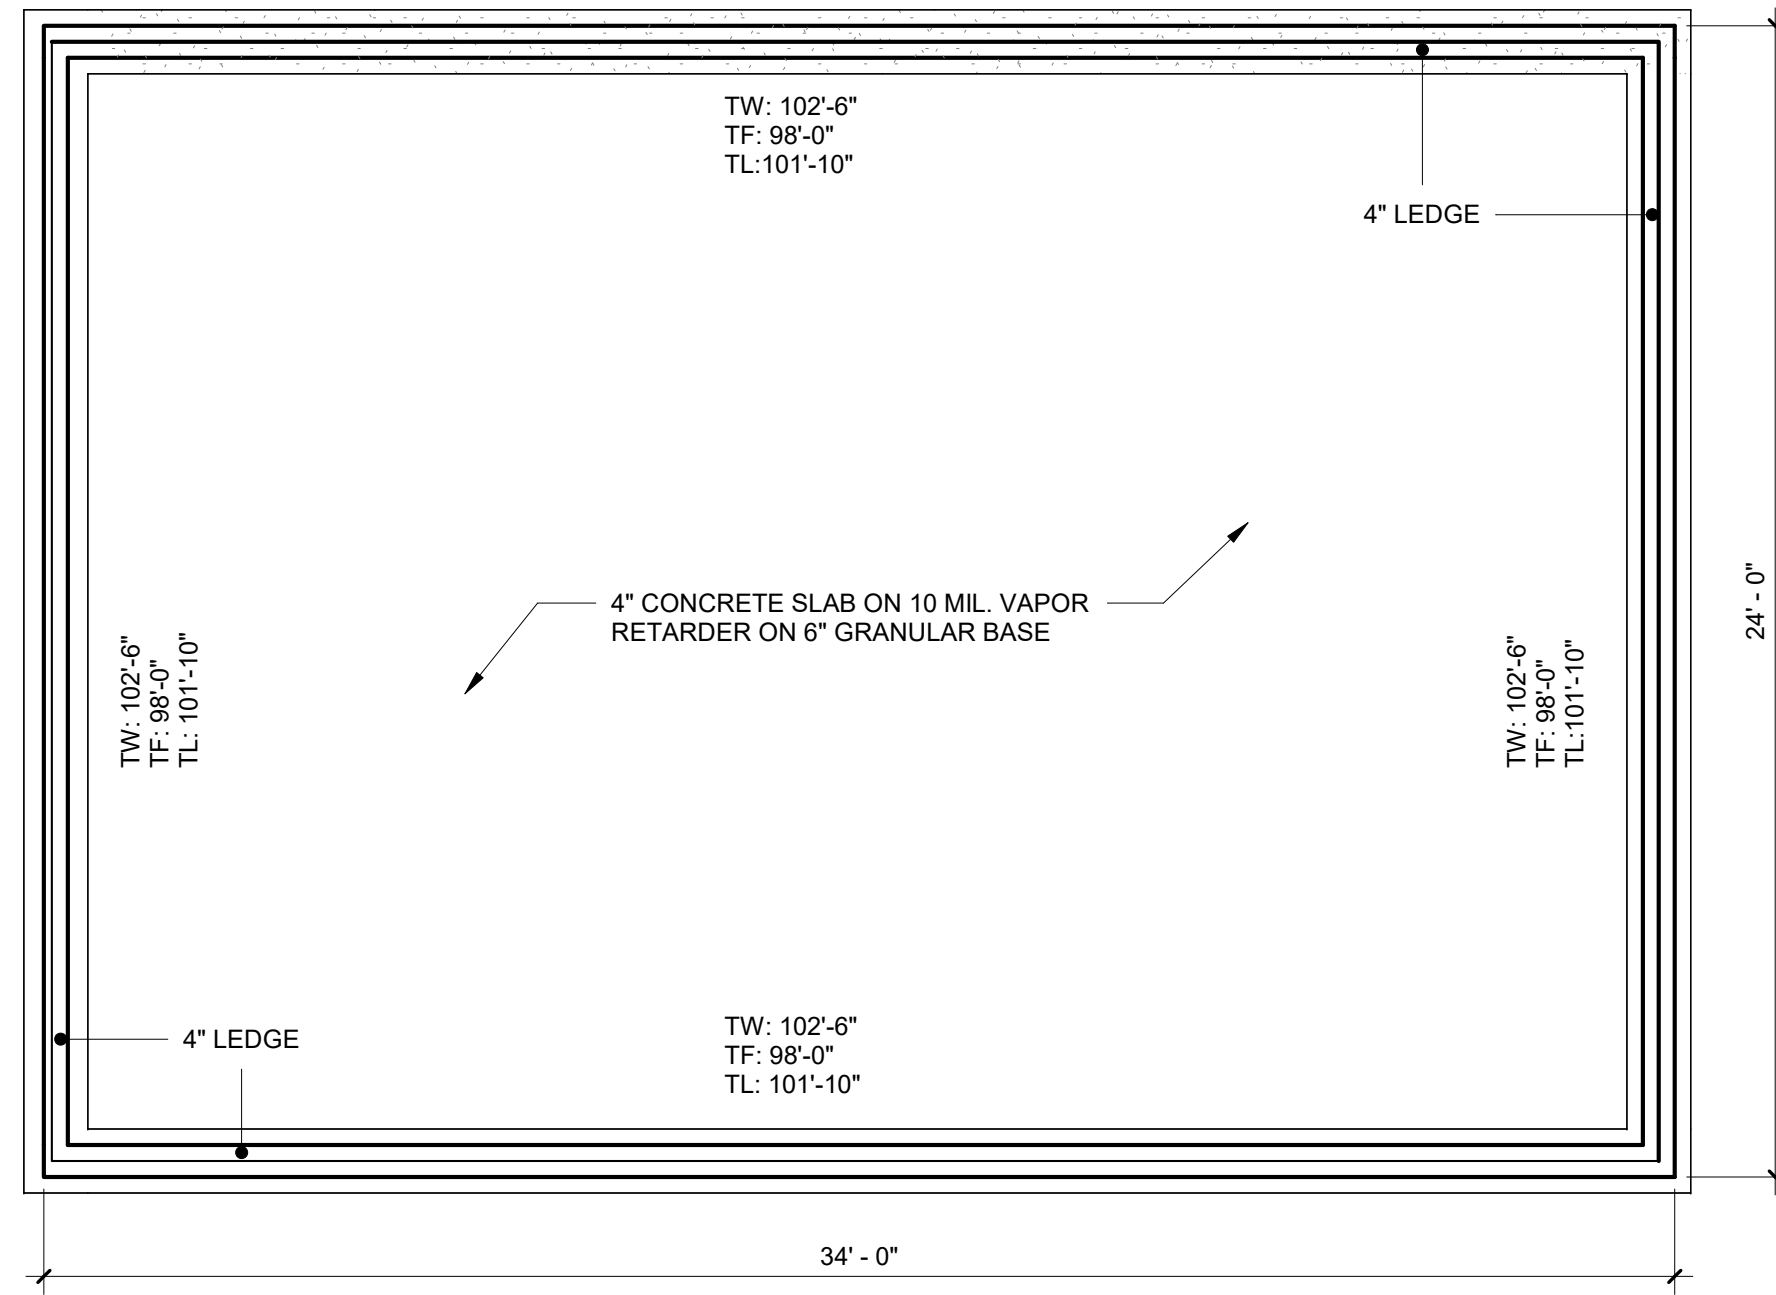 TW: 102'-6"
TF: 98'-0"
TL:101'-10"
4" LEDGE
4" CONCRETE SLAB ON 10 MIL. VAPOR
RETARDER ON 6" GRANULAR BASE
24' - 0"
TW: 102'-6"
TF: 98'-0"
TL: 101'-10"
TW: 102'-6"
TF: 98'-0"
TL:101'-10"
4" LEDGE
TW: 102'-6"
TF: 98'-0"
TL: 101'-10"
34' - 0"